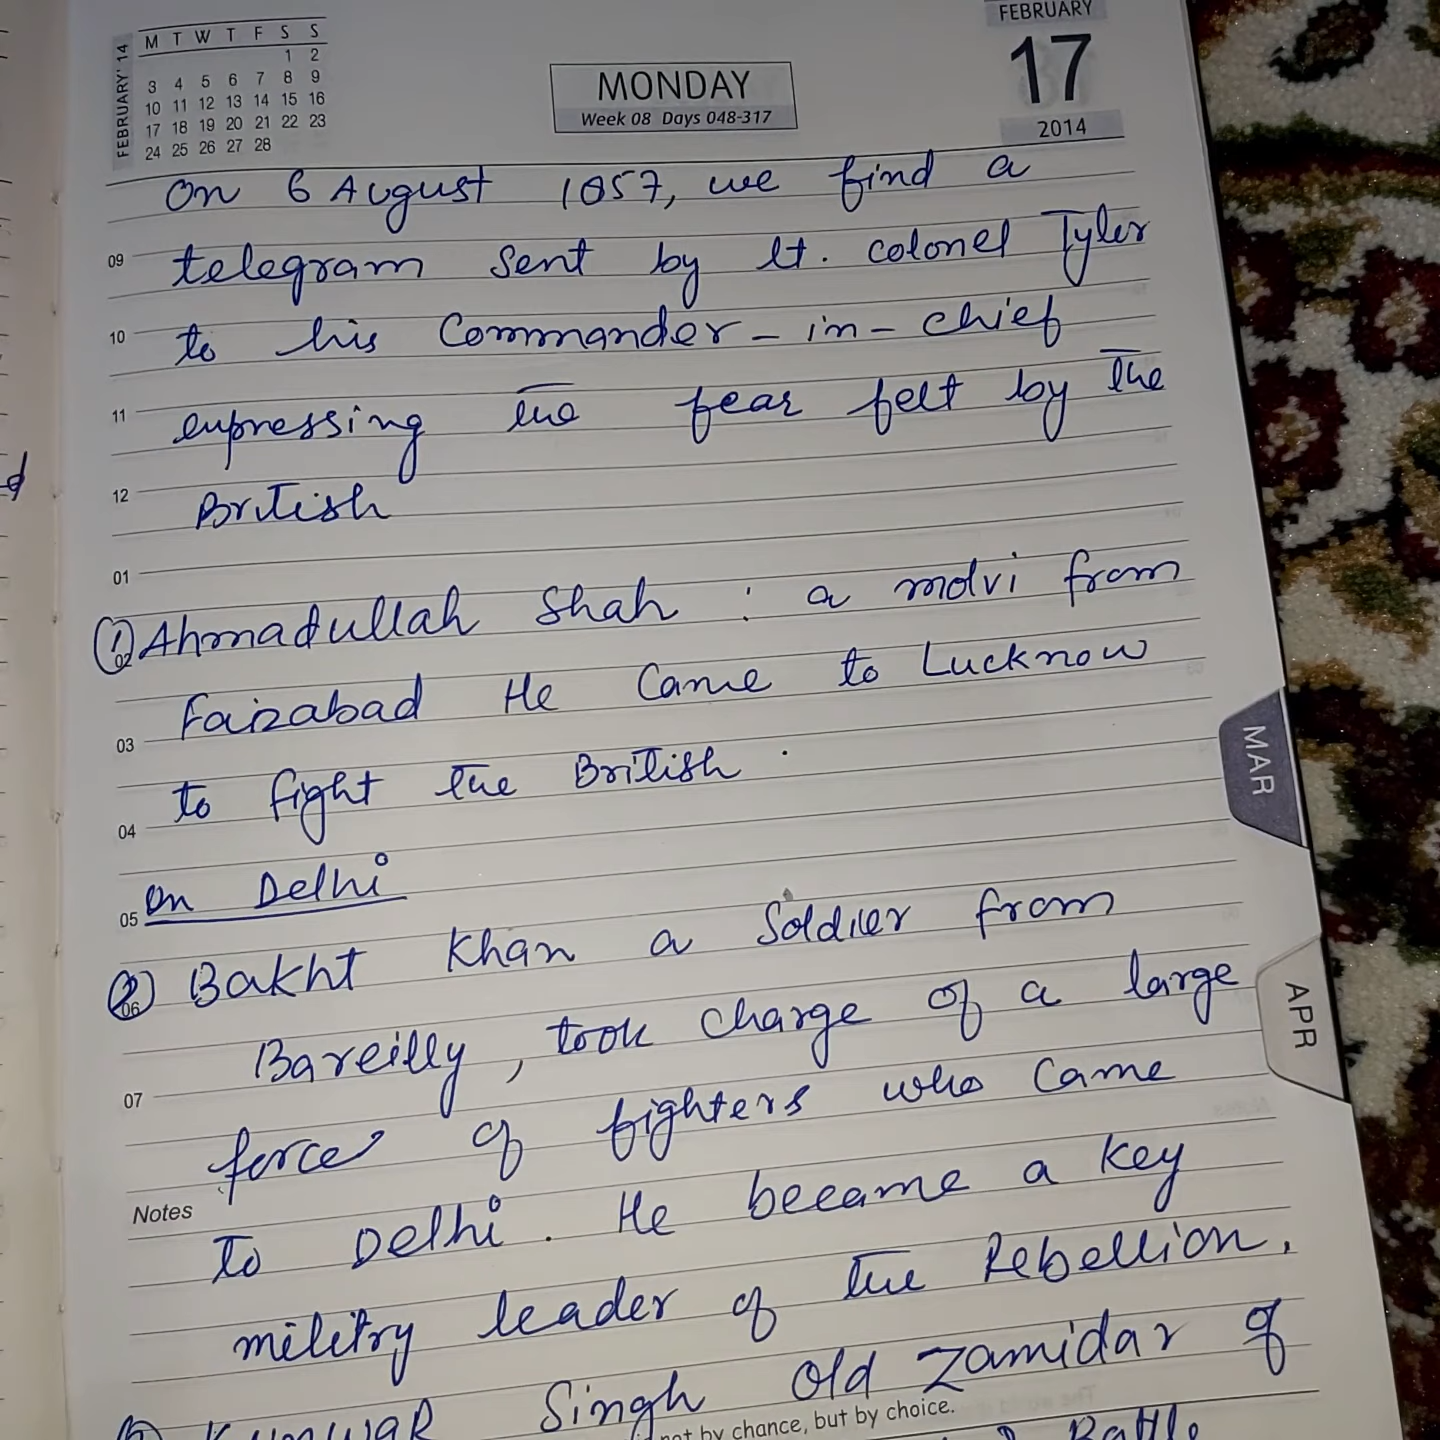 FEBRUARY' 14
M T W T F S S
1 2
3 4 5 6 7 8 9
10 11 12 13 14 15 16
17 18 19 20 21 22 23
24 25 26 27 28
MONDAY
Week 08 Days 048-317
FEBRUARY
17
2014
On 6 August 1857, we find a
09 telegram sent by lt. colonel Tyler
10 to his Commander-in-chief
11 expressing the fear felt by the
12 British
01
① Ahmadullah Shah : a molvi from
02
Faizabad He Came to Lucknow
03
to fight the British.
04
05 On Delhi
② Bakht Khan a Soldier from
06
Bareilly, took charge of a large
07
force of fighters who came
Notes
to Delhi. He became a key
militry leader of the Rebellion.
Kunwar Singh old Zamidar of
not by chance, but by choice.
Battle
MAR
APR